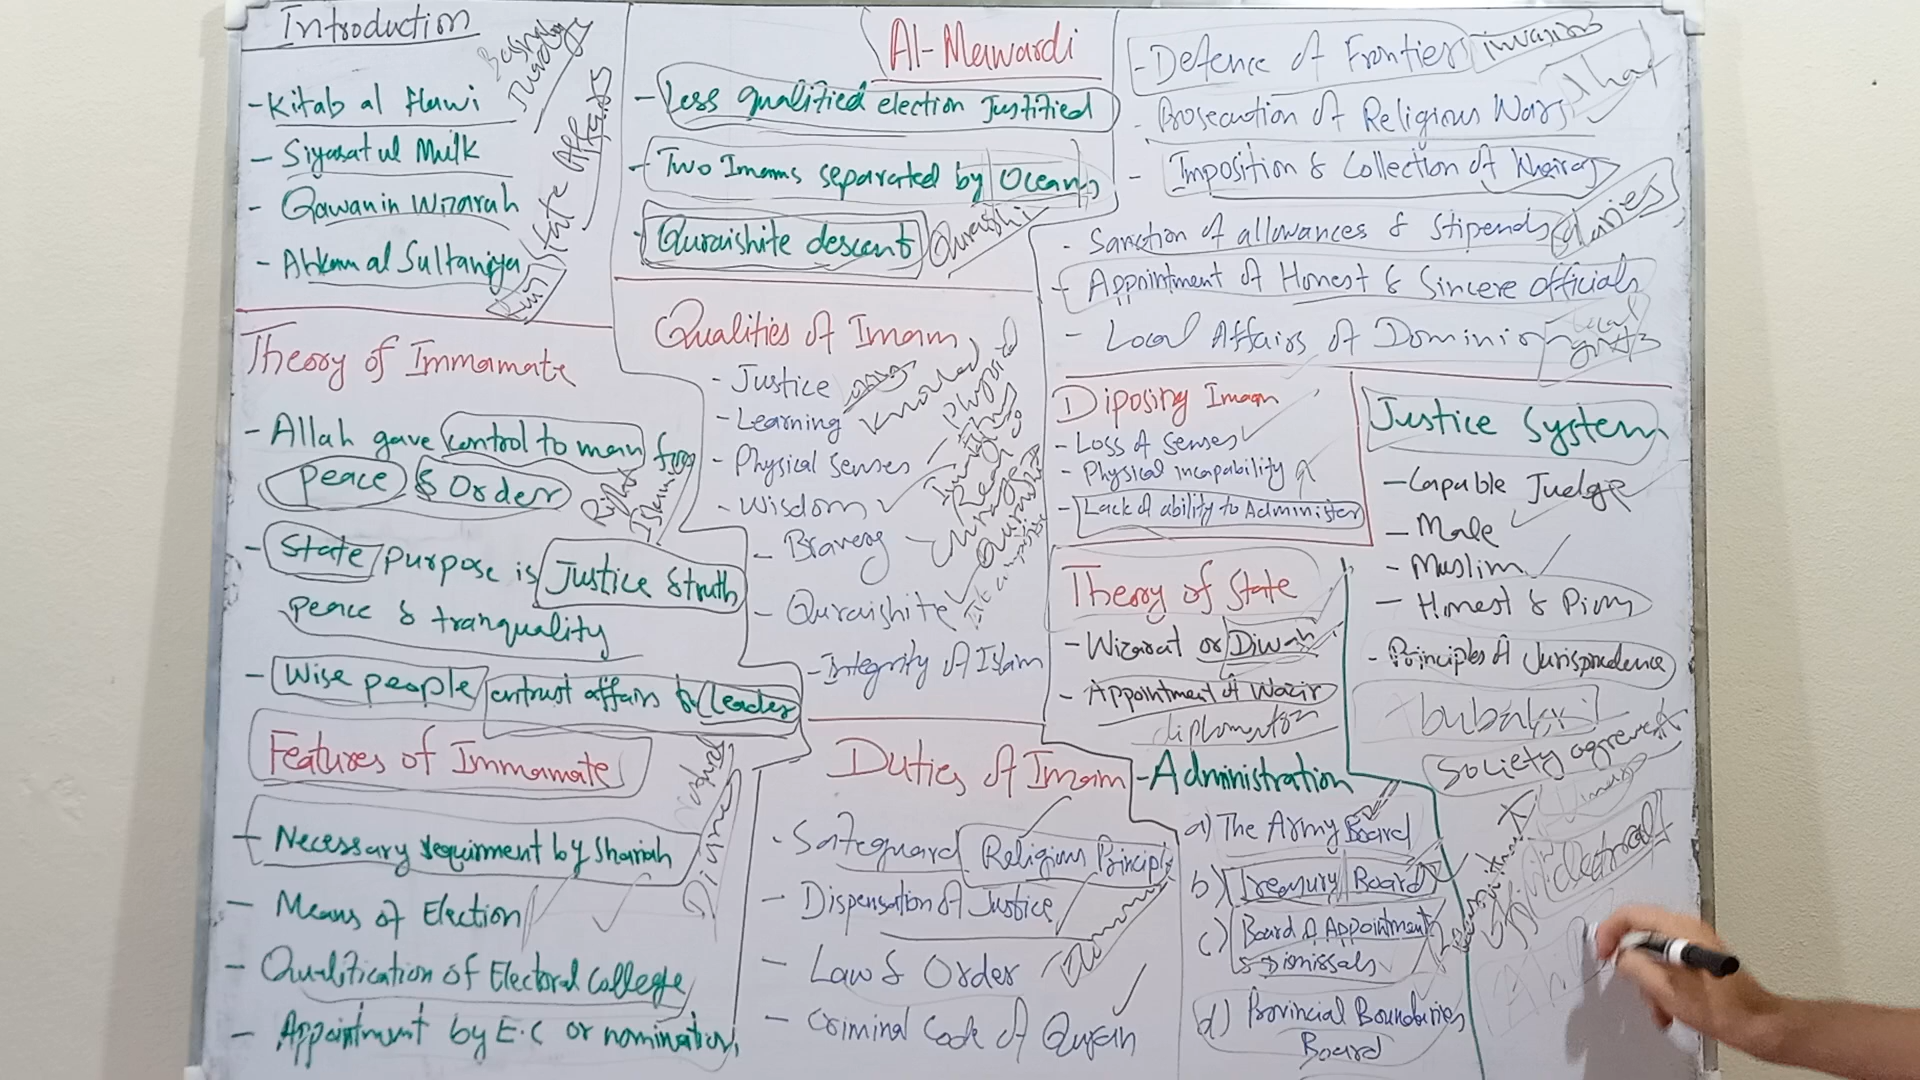 Introduction
-Kitab al Hawi
- Siyasat ul Mulk
- Qawanin Wizarah
- Ahkam al Sultaniya
State Affairs
Theory of Immamate
- Allah gave control to man for
peace & Order
Right
- State purpose is Justice & truth
peace & tranquality
- Wise people entrust affairs to leader
Features of Immamate
- Necessary requirment by Shariah
Divine
- Means of Election
- Qualification of Electoral College
- Appointment by E.C or nomination
Al-Mawardi
- Less qualified election Justified
- Two Imams separated by Oceans
- Quraishite descent
Quraishi
Qualities of Imam
- Justice
- Learning
- Physical Senses
- Wisdom
- Bravery
- Quraishite
- Integrity of Islam
Duties of Imam
- Safeguard Religious Principle
- Dispensation of Justice
- Law & Order
- Criminal Code of Quran
- Defence of Frontiers
invasions
- Prosecution of Religious Wars
- Imposition & Collection of Kharaj
- Sanction of allowances & Stipends
Salaries
- Appointment of Honest & Sincere Officials
- Local Affairs of Dominion
Diposing Imam
- Loss of Senses
- Physical incapability
- Lack of ability to Administer
Theory of State
- Wizarat or Diwan
- Appointment of Wazir
- Administration
a) The Army Board
b) Treasury Board
c) Board of Appointments
& Dismissals
d) Provincial Boundaries
Board
Justice System
- Capable Judge
- Male
- Muslim
- Honest & Pious
- Principles of Jurisprudence
Society